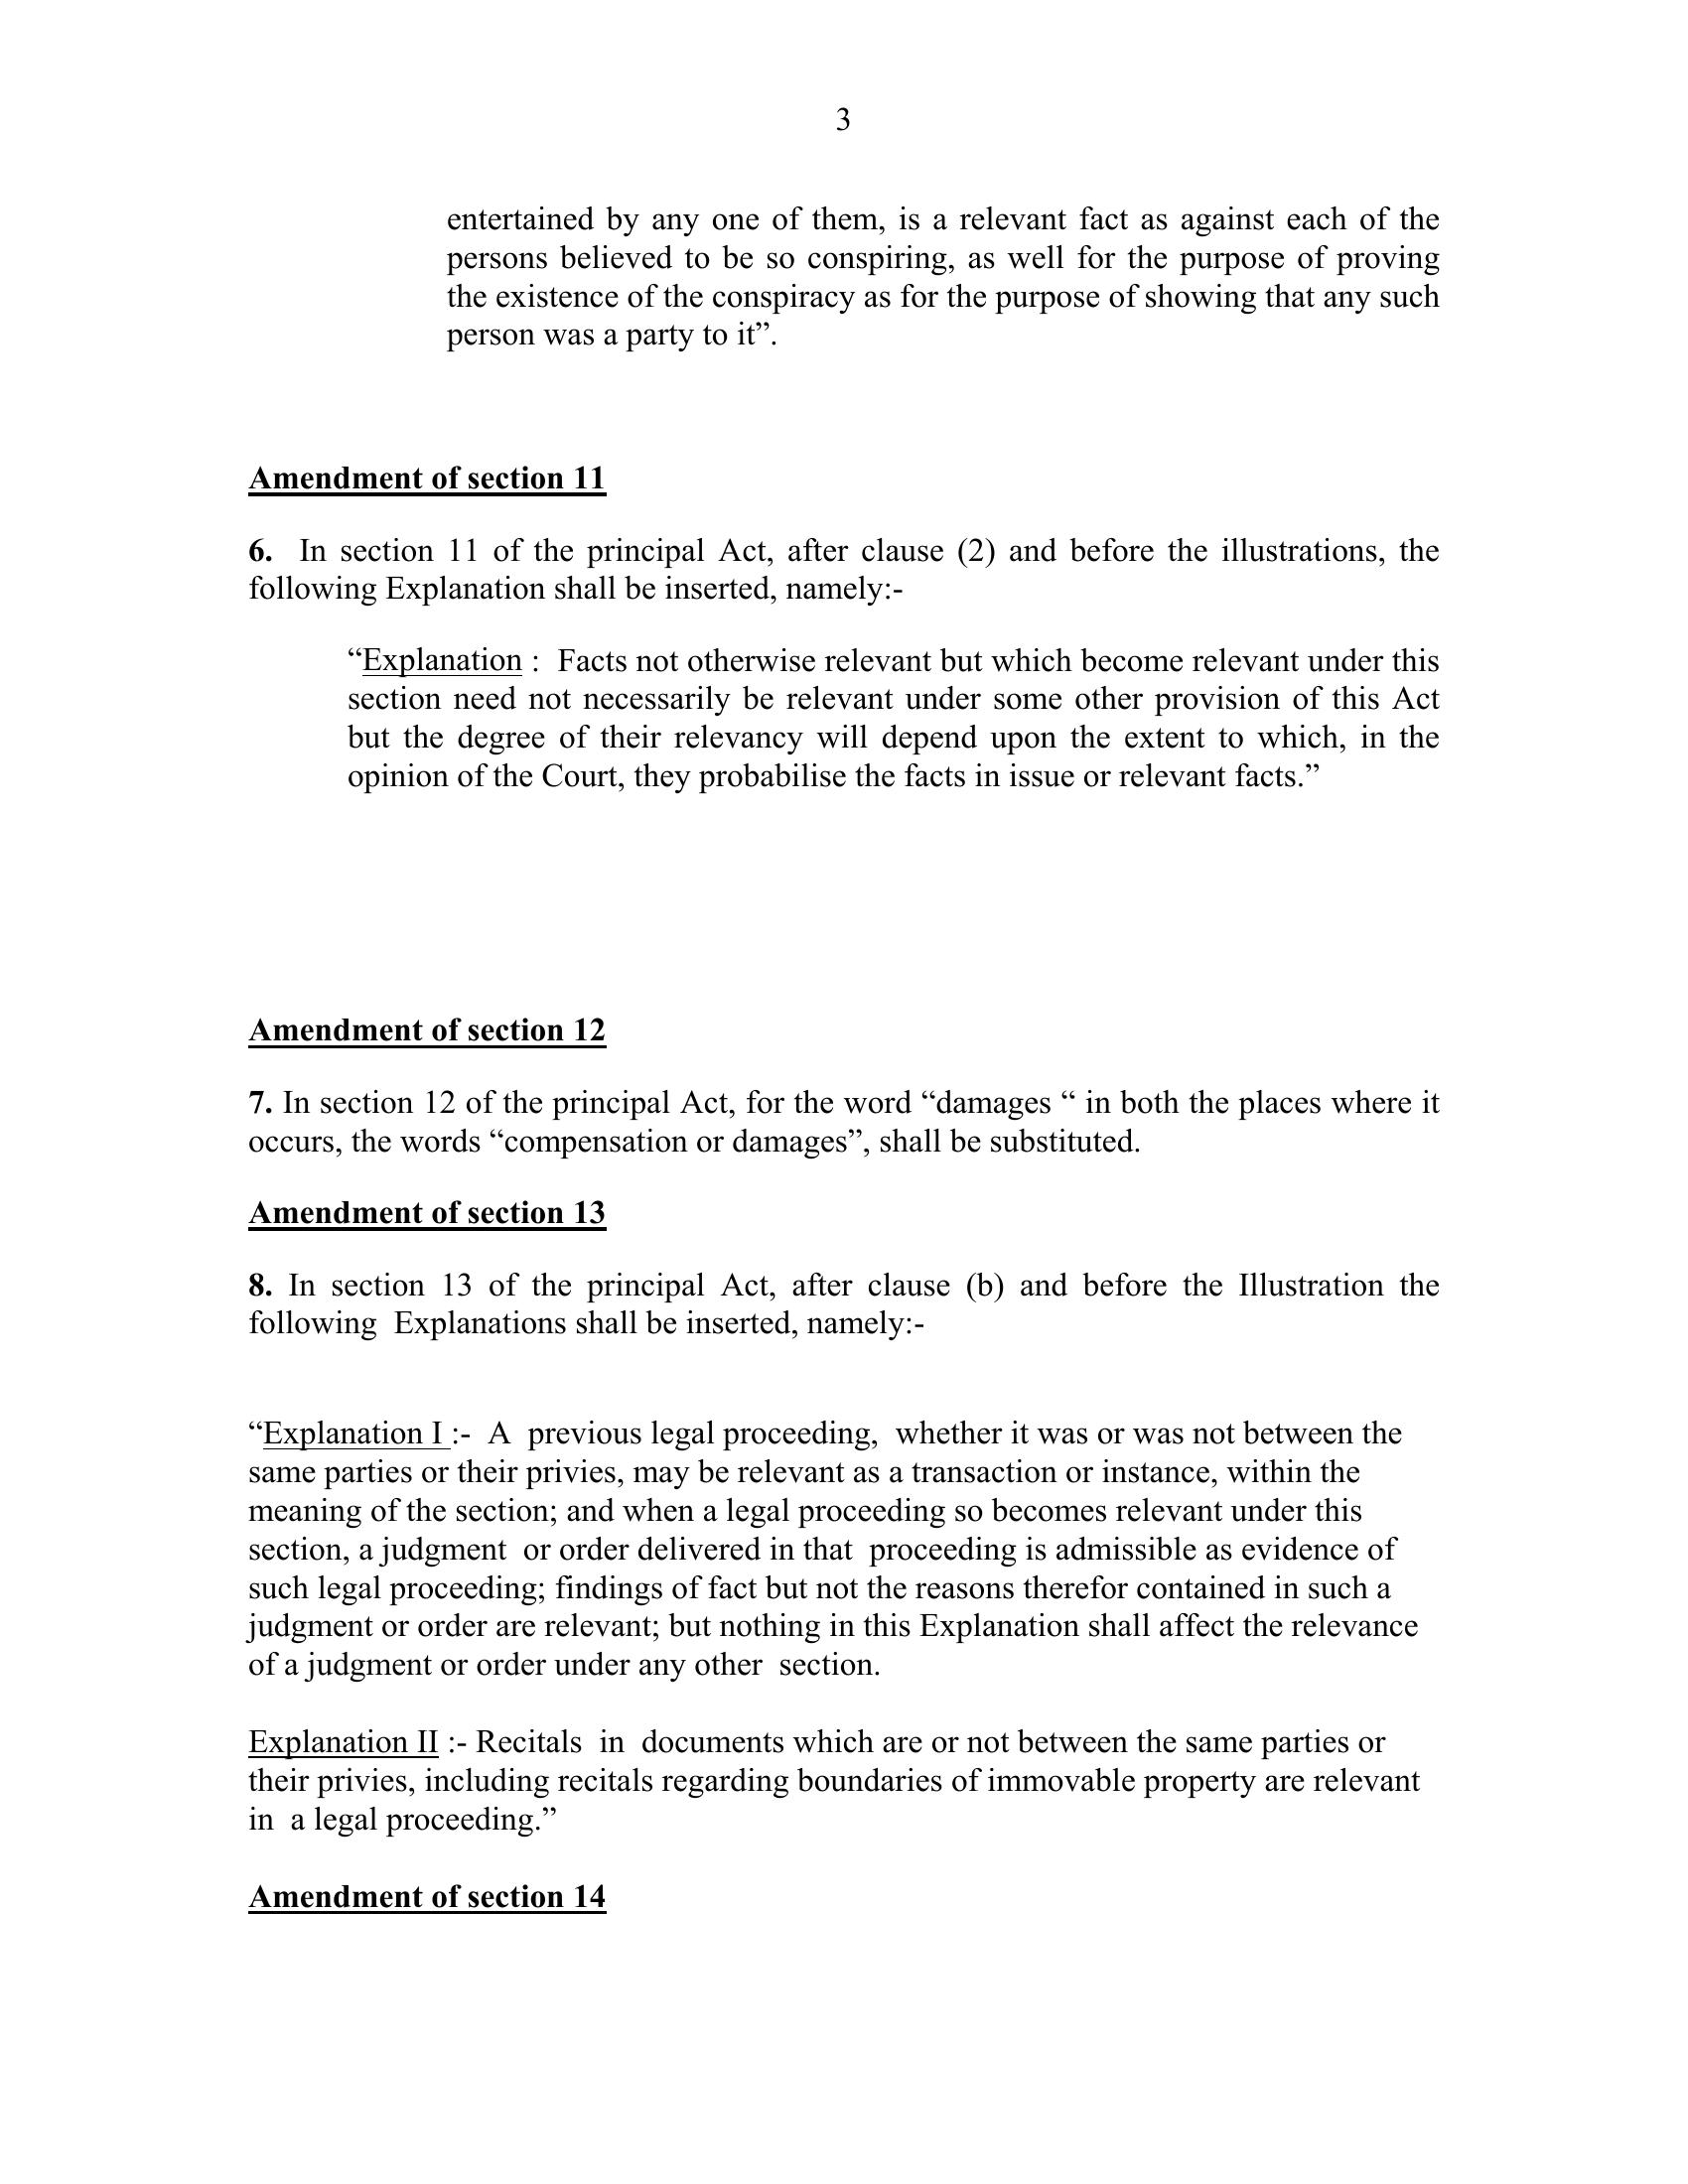 3
entertained by any one of them, is a relevant fact as against each of the
persons believed to be so conspiring, as well for the purpose of proving
the existence of the conspiracy as for the purpose of showing that any such
person was a party to it”.
Amendment of section 11
6. In section 11 of the principal Act, after clause (2) and before the illustrations, the
following Explanation shall be inserted, namely:-
“Explanation : Facts not otherwise relevant but which become relevant under this
section need not necessarily be relevant under some other provision of this Act
but the degree of their relevancy will depend upon the extent to which, in the
opinion of the Court, they probabilise the facts in issue or relevant facts.”
Amendment of section 12
7. In section 12 of the principal Act, for the word “damages “ in both the places where it
occurs, the words “compensation or damages”, shall be substituted.
Amendment of section 13
8. In section 13 of the principal Act, after clause (b) and before the Illustration the
following Explanations shall be inserted, namely:-
“Explanation I :- A previous legal proceeding, whether it was or was not between the
same parties or their privies, may be relevant as a transaction or instance, within the
meaning of the section; and when a legal proceeding so becomes relevant under this
section, a judgment or order delivered in that proceeding is admissible as evidence of
such legal proceeding; findings of fact but not the reasons therefor contained in such a
judgment or order are relevant; but nothing in this Explanation shall affect the relevance
of a judgment or order under any other section.
Explanation II :- Recitals in documents which are or not between the same parties or
their privies, including recitals regarding boundaries of immovable property are relevant
in a legal proceeding.”
Amendment of section 14